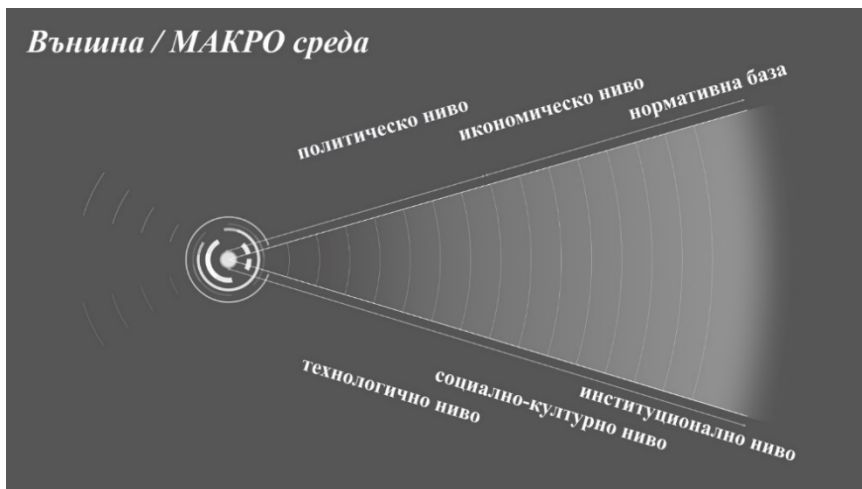 Външна / МАКРО среда
политическо ниво
икономическо ниво
нормативна база
технологично ниво
социално-културно ниво
институционално ниво